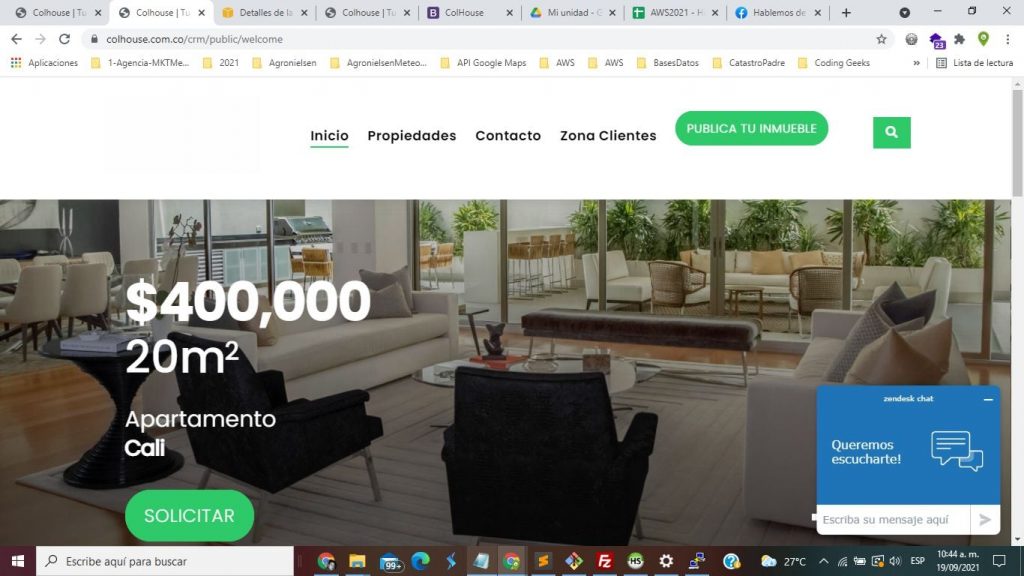 Colhouse | Tu
Colhouse | Tu
Detalles de la
Colhouse | Tu
ColHouse
Mi unidad - G
AWS2021 - H
Hablemos de
colhouse.com.co/crm/public/welcome
23
Aplicaciones
1-Agencia-MKTMe...
2021
Agronielsen
AgronielsenMeteo...
API Google Maps
AWS
AWS
BasesDatos
CatastroPadre
Coding Geeks
»
Lista de lectura
Inicio
Propiedades
Contacto
Zona Clientes
PUBLICA TU INMUEBLE
$400,000
20m²
Apartamento
Cali
SOLICITAR
zendesk chat
Queremos
escucharte!
Escriba su mensaje aquí
Escribe aquí para buscar
99+
27°C
ESP
10:44 a. m.
19/09/2021